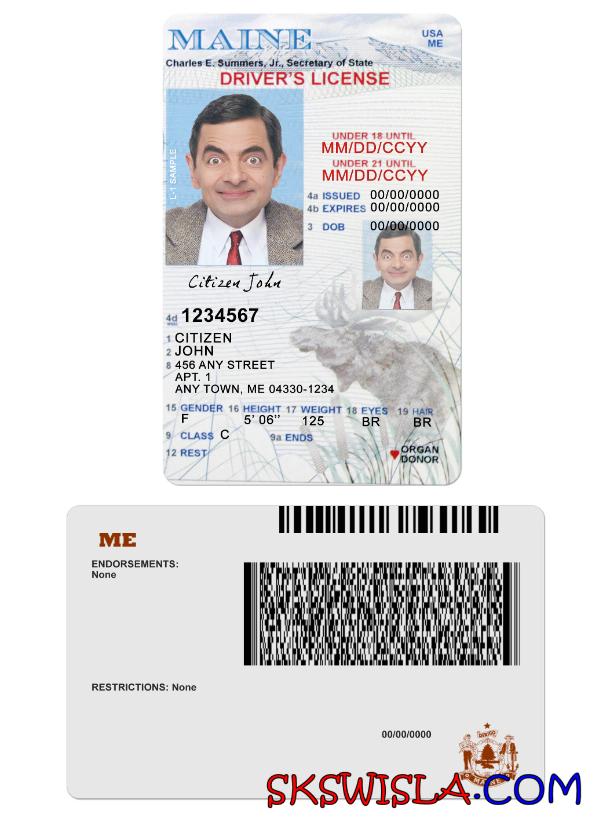 MAINE
USA
ME
Charles E. Summers, Jr., Secretary of State
DRIVER'S LICENSE
L-1 SAMPLE
UNDER 18 UNTIL
MM/DD/CCYY
UNDER 21 UNTIL
MM/DD/CCYY
4a ISSUED 00/00/0000
4b EXPIRES 00/00/0000
3 DOB 00/00/0000
Citizen John
4d 1234567
1 CITIZEN
2 JOHN
8 456 ANY STREET
APT. 1
ANY TOWN, ME 04330-1234
15 GENDER 16 HEIGHT 17 WEIGHT 18 EYES 19 HAIR
F 5' 06" 125 BR BR
9 CLASS C 9a ENDS
12 REST
ORGAN
DONOR
ME
ENDORSEMENTS:
None
RESTRICTIONS: None
00/00/0000
SKSWISLA.COM